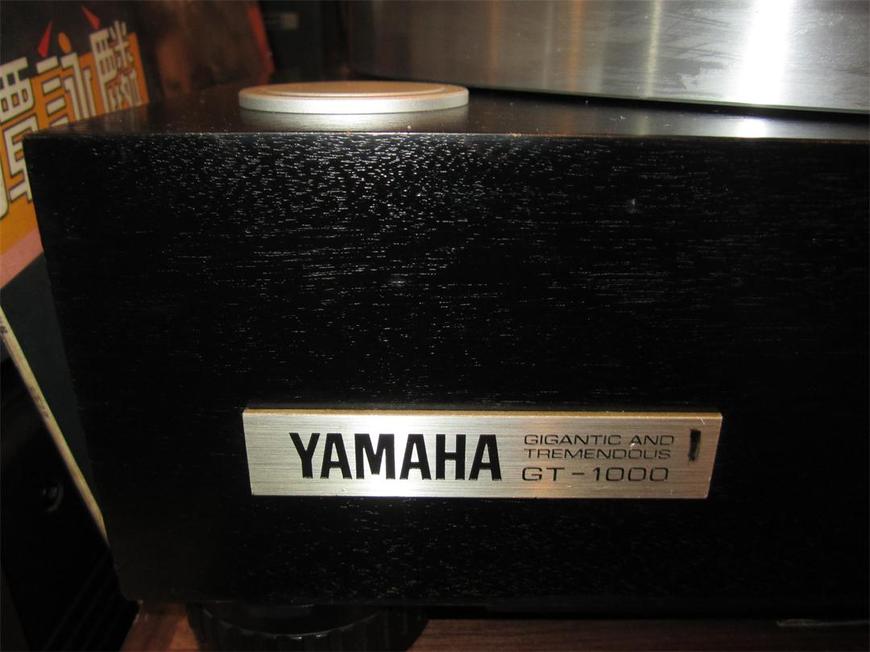 YAMAHA
GIGANTIC AND
TREMENDOUS
GT-1000